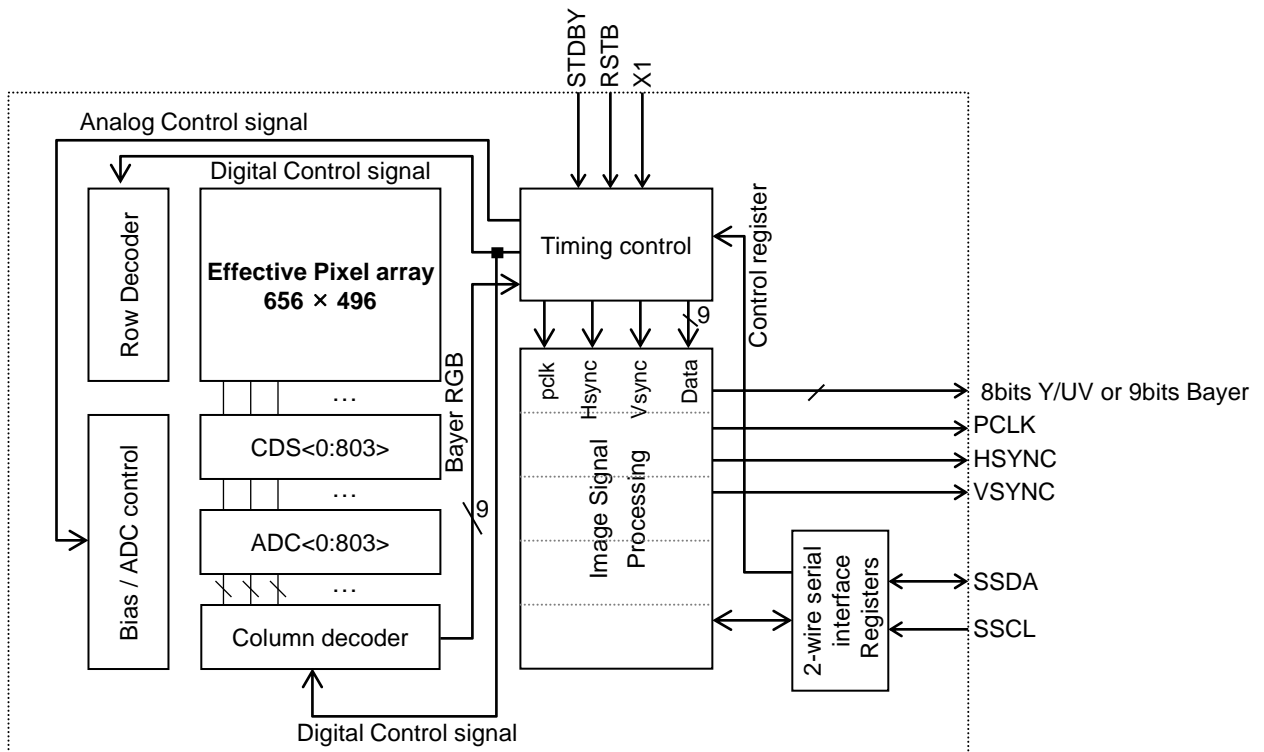 STDBY
RSTB
X1
Analog Control signal
Digital Control signal
Row Decoder
Effective Pixel array
656 × 496
Timing control
Control register
9
pclk
Hsync
Vsync
Data
Bayer RGB
...
CDS<0:803>
...
9
ADC<0:803>
...
Bias / ADC control
Column decoder
Image Signal
Processing
8bits Y/UV or 9bits Bayer
PCLK
HSYNC
VSYNC
2-wire serial
interface
Registers
SSDA
SSCL
Digital Control signal